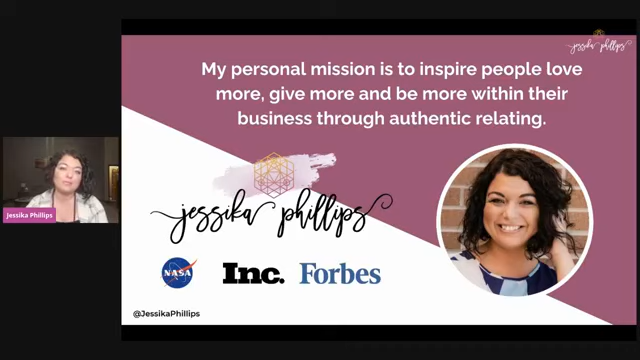 jessika phillips
My personal mission is to inspire people love
more, give more and be more within their
business through authentic relating.
Jessika Phillips
jessika phillips
NASA
Inc. Forbes
@JessikaPhillips